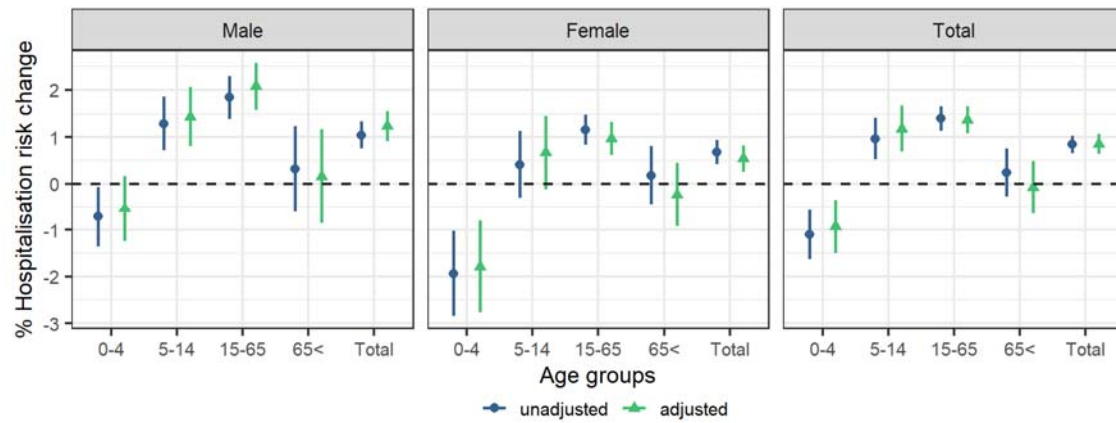 Male Female Total
% Hospitalisation risk change
2
1
0
-1
-2
-3
0-4 5-14 15-65 65< Total 0-4 5-14 15-65 65< Total 0-4 5-14 15-65 65< Total
Age groups
unadjusted adjusted